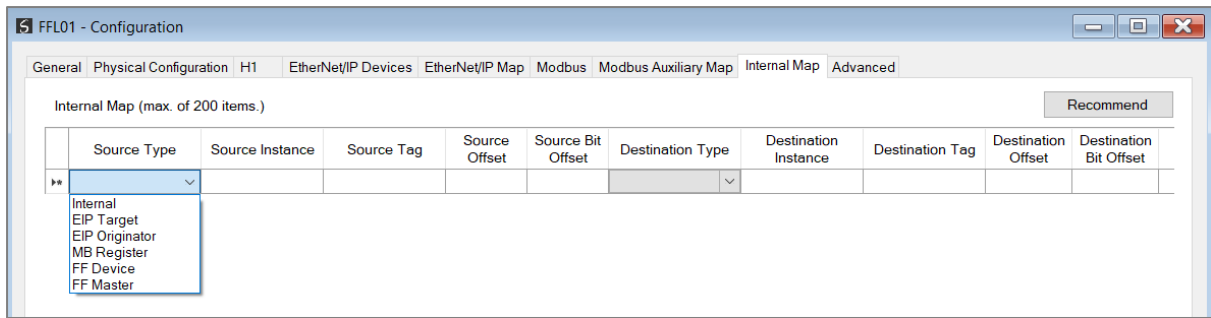 FFL01 - Configuration
General Physical Configuration H1 EtherNet/IP Devices EtherNet/IP Map Modbus Modbus Auxiliary Map Internal Map Advanced
Internal Map (max. of 200 items.) Recommend
Source Type Source Instance Source Tag Source Offset Source Bit Offset Destination Type Destination Instance Destination Tag Destination Offset Destination Bit Offset
Internal
EIP Target
EIP Originator
MB Register
FF Device
FF Master